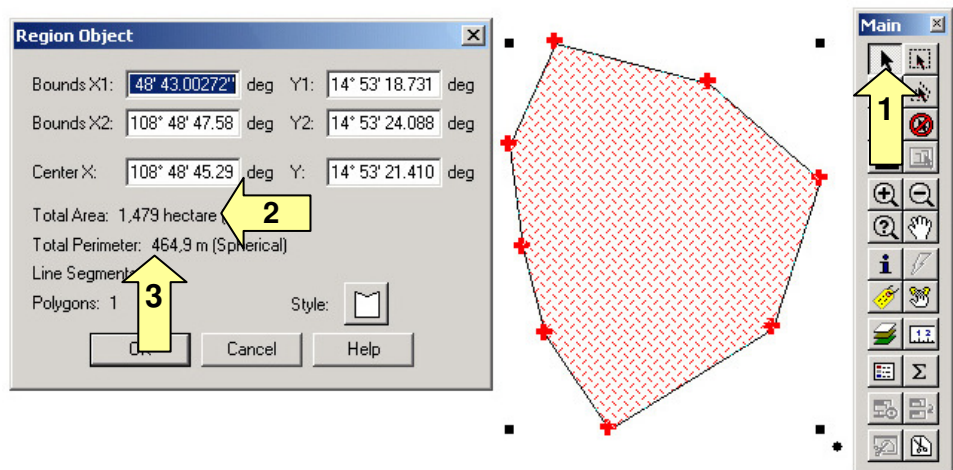 Region Object
Bounds X1: 48' 43.00272" deg Y1: 14° 53' 18.731 deg
Bounds X2: 108° 48' 47.58 deg Y2: 14° 53' 24.088 deg
Center X: 108° 48' 45.29 deg Y: 14° 53' 21.410 deg
Total Area: 1,479 hectare
2
Total Perimeter: 464,9 m (Spherical)
Line
Polygons: 1
3
Style:
Cancel Help
Main
1
1 2
Σ